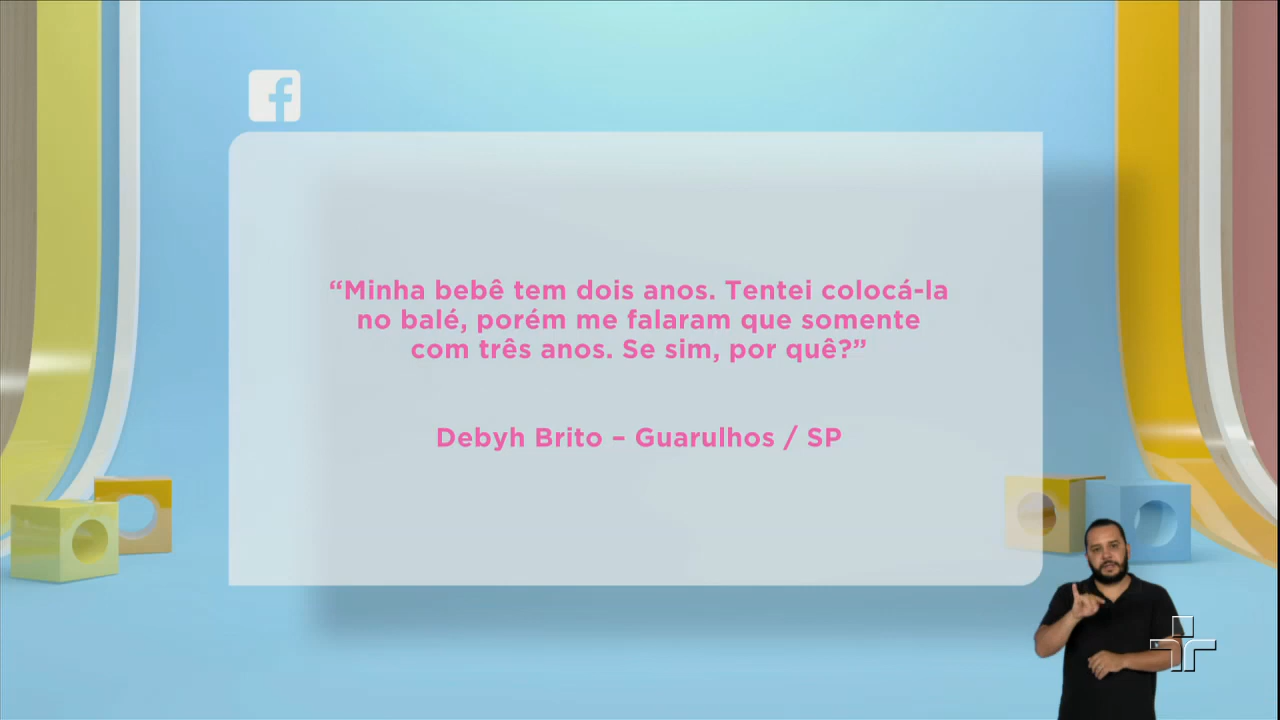 “Minha bebê tem dois anos. Tentei colocá-la
no balé, porém me falaram que somente
com três anos. Se sim, por quê?”
Debyh Brito – Guarulhos / SP